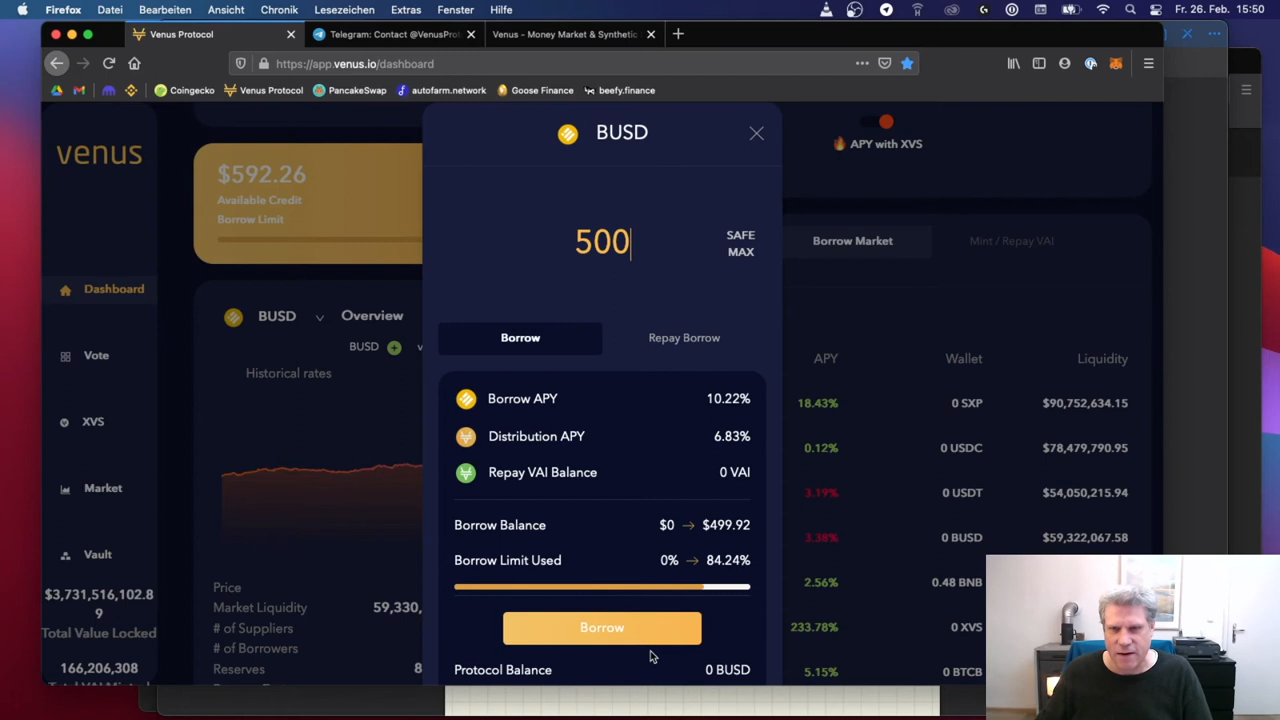 Firefox Datei Bearbeiten Ansicht Chronik Lesezeichen Extras Fenster Hilfe Fr. 26. Feb. 15:50
Venus Protocol Telegram: Contact @VenusProt Venus - Money Market & Synthetic
https://app.venus.io/dashboard
Coingecko Venus Protocol PancakeSwap autofarm.network Goose Finance beefy.finance
venus
$592.26
Available Credit
Borrow Limit
BUSD
500
SAFE
MAX
APY with XVS
Borrow Market Mint / Repay VAI
Dashboard
Vote
XVS
Market
Vault
$3,731,516,102.8
9
Total Value Locked
166,206,308
BUSD Overview
BUSD
Historical rates
Price
Market Liquidity 59,330,
# of Suppliers
# of Borrowers
Reserves 8
Borrow Repay Borrow
Borrow APY 10.22%
Distribution APY 6.83%
Repay VAI Balance 0 VAI
Borrow Balance $0 → $499.92
Borrow Limit Used 0% → 84.24%
Borrow
Protocol Balance 0 BUSD
APY Wallet Liquidity
18.43% 0 SXP $90,752,634.15
0.12% 0 USDC $78,479,790.95
3.19% 0 USDT $54,050,215.94
3.38% 0 BUSD $59,322,067.58
2.56% 0.48 BNB
233.78% 0 XVS
5.15% 0 BTCB